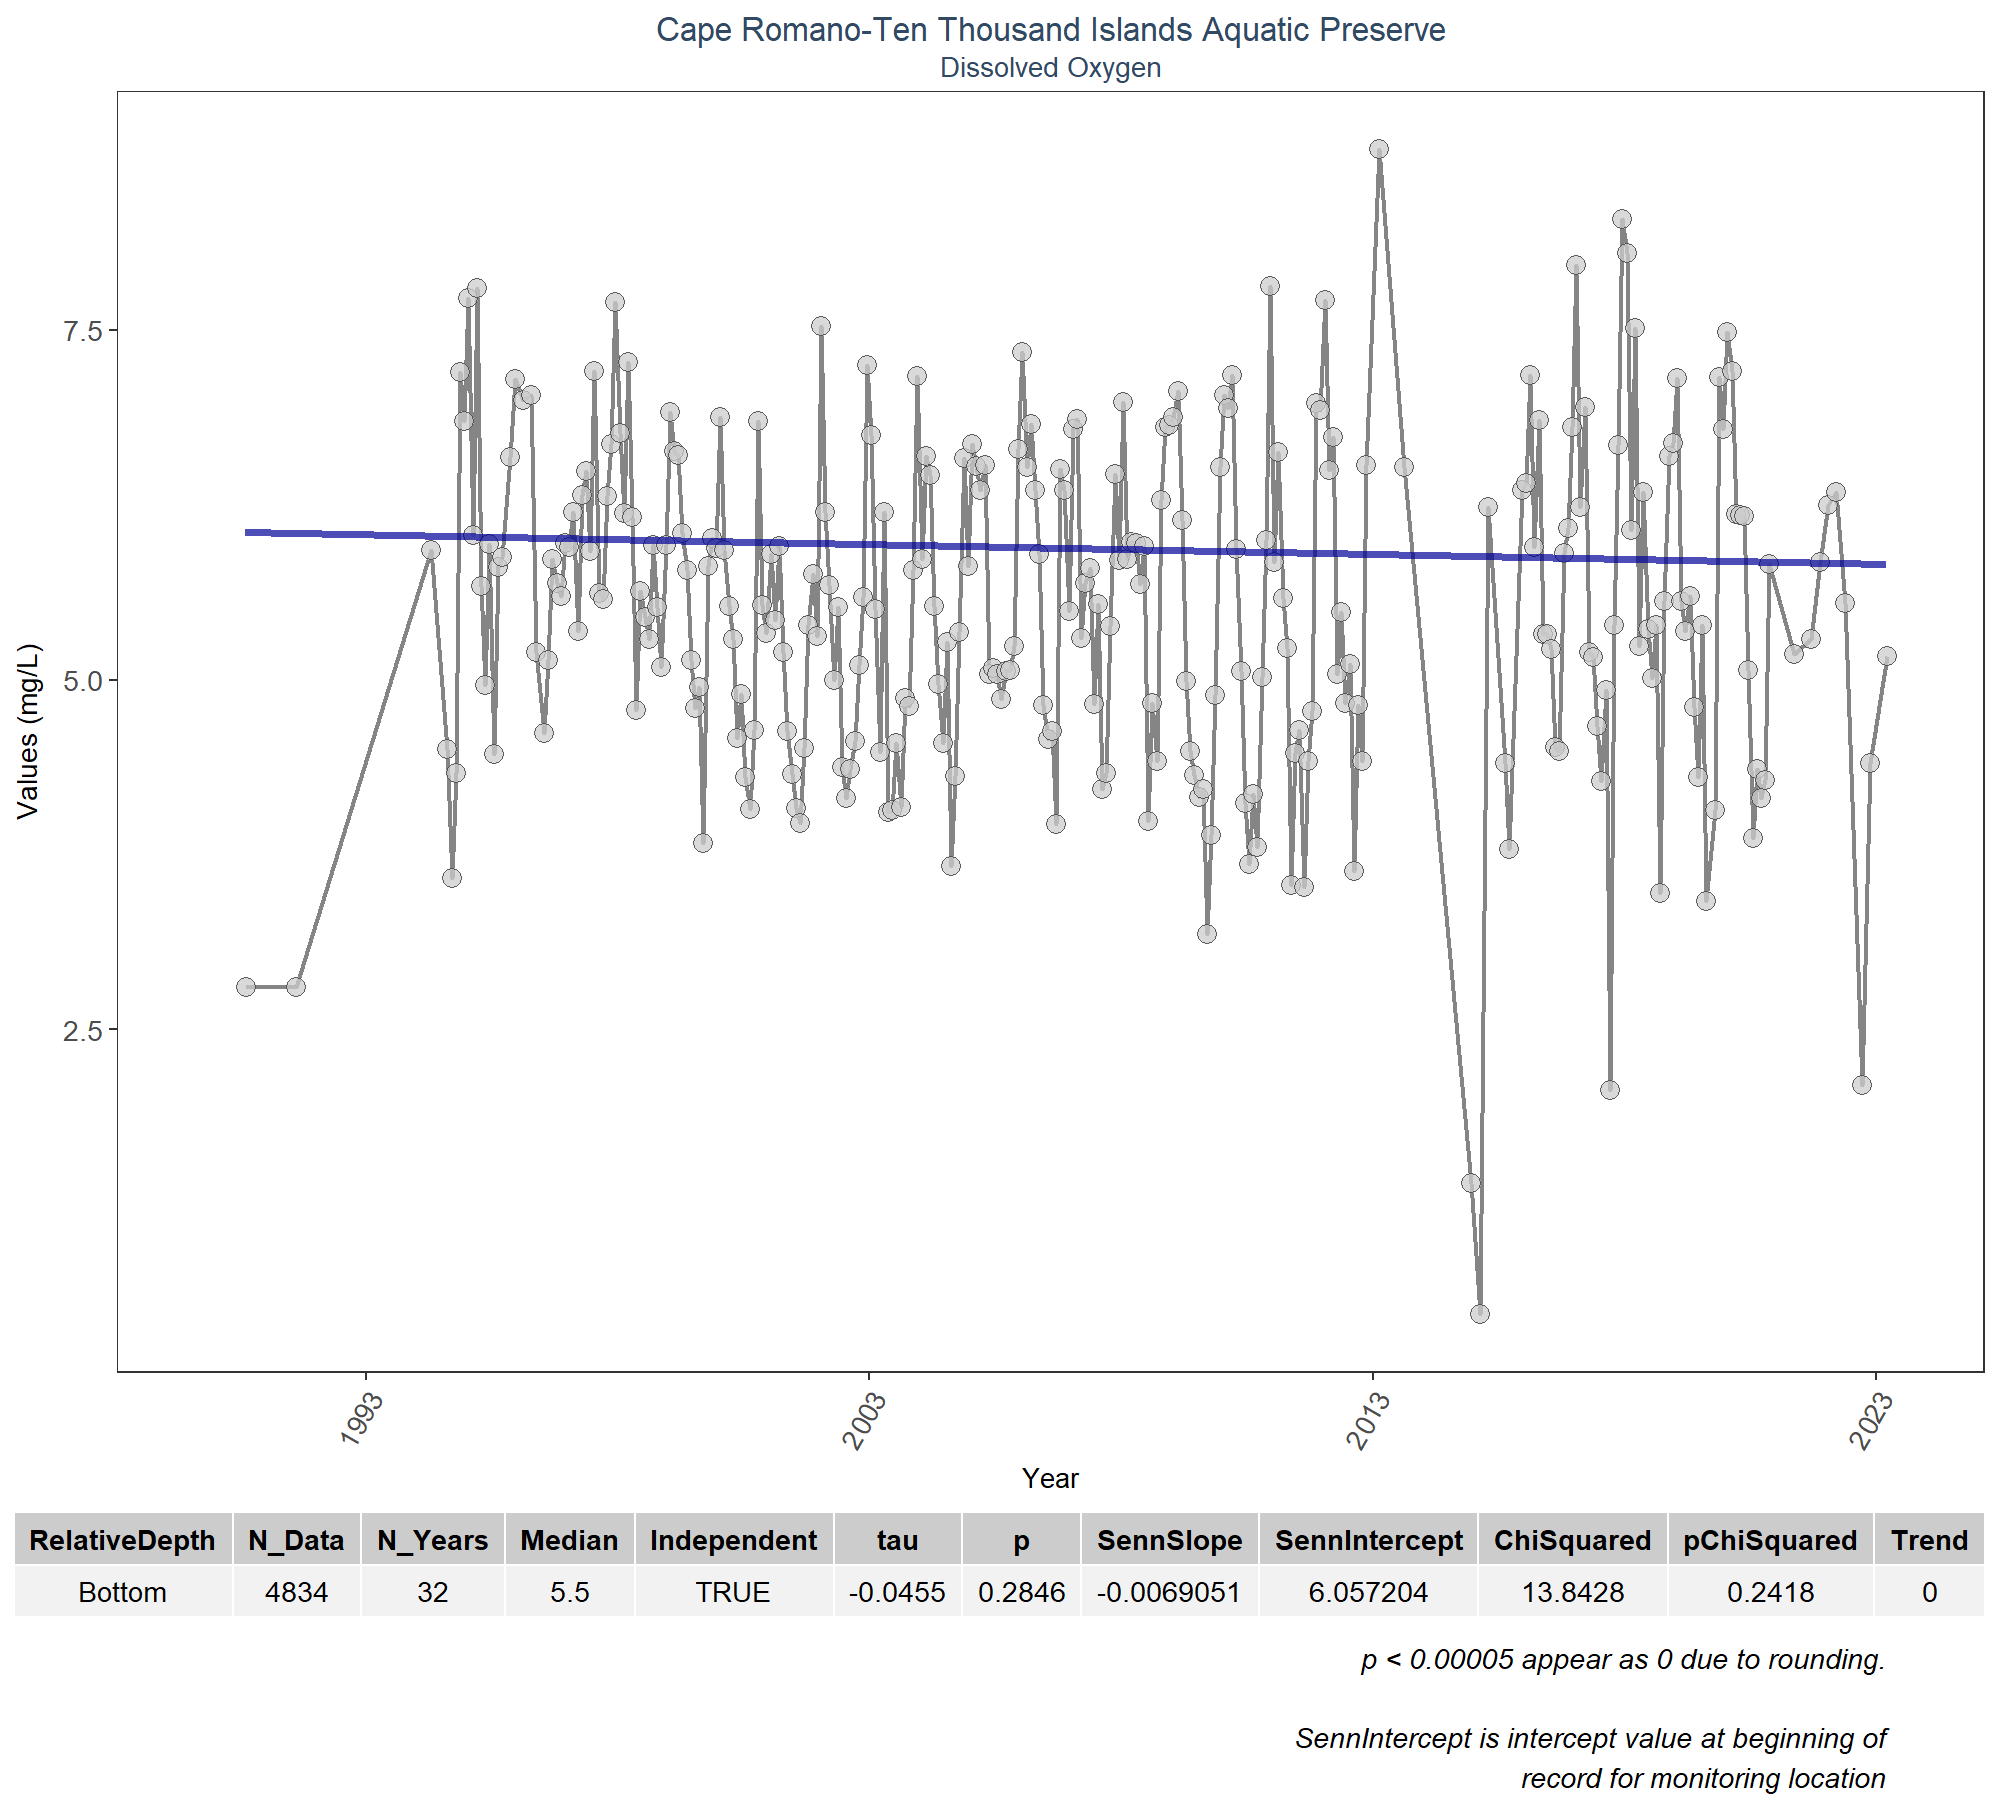 Cape Romano-Ten Thousand Islands Aquatic Preserve
Dissolved Oxygen
Values (mg/L)
7.5
5.0
2.5
1993
2003
2013
2023
Year
RelativeDepth N_Data N_Years Median Independent tau p SennSlope SennIntercept ChiSquared pChiSquared Trend
Bottom 4834 32 5.5 TRUE -0.0455 0.2846 -0.0069051 6.057204 13.8428 0.2418 0
p < 0.00005 appear as 0 due to rounding.
SennIntercept is intercept value at beginning of
record for monitoring location